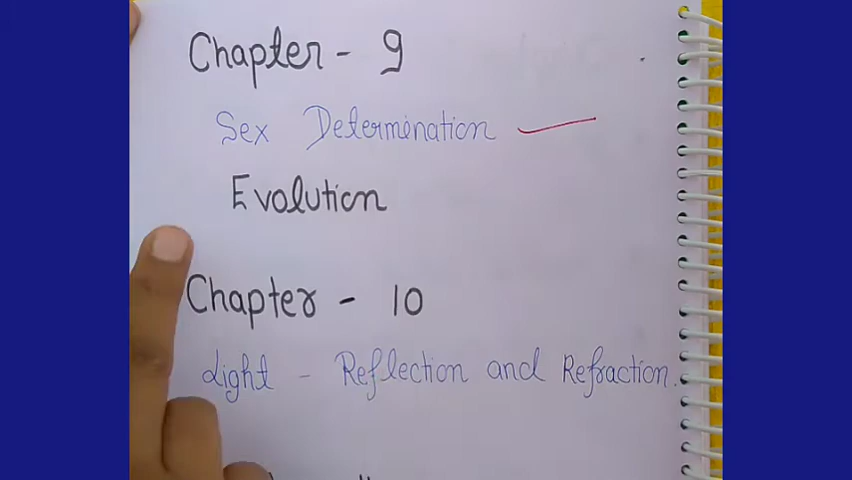 Chapter - 9
Sex Determination
Evolution
Chapter - 10
Light - Reflection and Refraction.